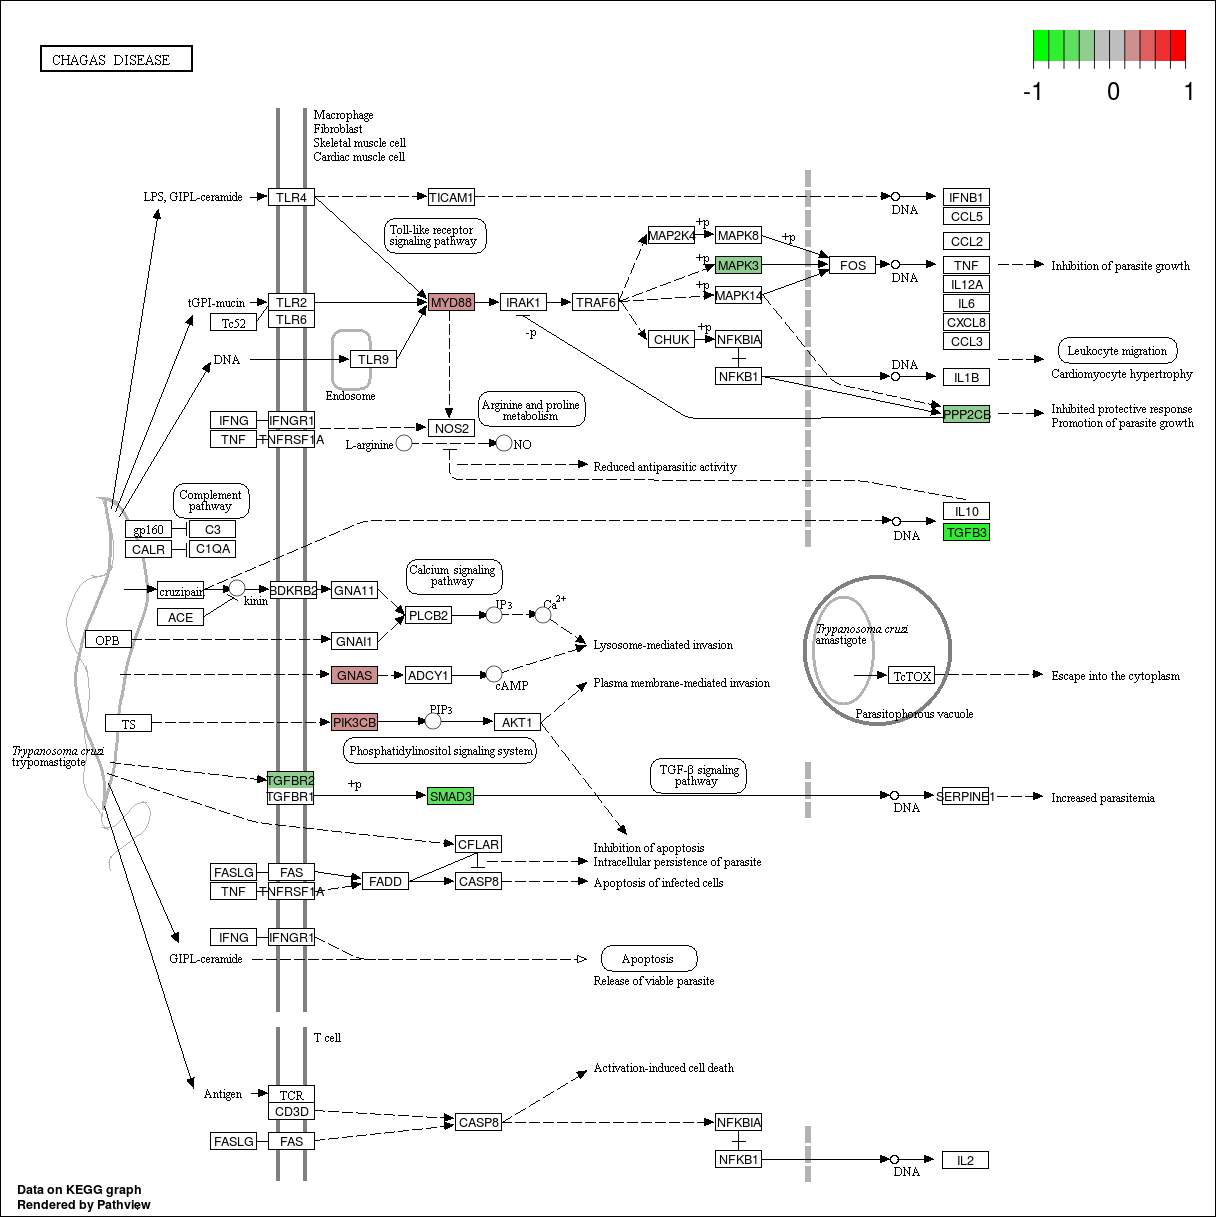 CHAGAS DISEASE
-1 0 1
Macrophage
Fibroblast
Skeletal muscle cell
Cardiac muscle cell
LPS, GIPL-ceramide
TLR4
TICAM1
DNA
IFNB1
CCL5
Toll-like receptor
signaling pathway
+p
MAP2K4
MAPK8
+p
CCL2
+p
MAPK3
FOS
DNA
TNF
Inhibition of parasite growth
+p
MAPK14
IL12A
IL6
CXCL8
CCL3
tGPI-mucin
TLR2
TLR6
Tc52
MYD88
IRAK1
TRAF6
-p
+p
CHUK
NFKBIA
NFKB1
DNA
IL1B
Leukocyte migration
Cardiomyocyte hypertrophy
DNA
TLR9
Endosome
PPP2CB
Inhibited protective response
Promotion of parasite growth
IFNG
IFNGR1
TNF
TNFRSF1A
Arginine and proline
metabolism
NOS2
L-arginine
NO
Reduced antiparasitic activity
Complement
pathway
gp160
C3
CALR
C1QA
IL10
TGFB3
DNA
cruzipain
kinin
BDKRB2
GNA11
ACE
Calcium signaling
pathway
PLCB2
IP3
Ca2+
OPB
GNAI1
Lysosome-mediated invasion
GNAS
ADCY1
cAMP
Plasma membrane-mediated invasion
Trypanosoma cruzi
amastigote
TcTOX
Escape into the cytoplasm
Parasitophorous vacuole
TS
PIK3CB
PIP3
AKT1
Phosphatidylinositol signaling system
Trypanosoma cruzi
trypomastigote
TGFBR2
TGFBR1
+p
SMAD3
TGF-β signaling
pathway
DNA
SERPINE1
Increased parasitemia
CFLAR
Inhibition of apoptosis
Intracellular persistence of parasite
FASLG
FAS
TNF
TNFRSF1A
FADD
CASP8
Apoptosis of infected cells
IFNG
IFNGR1
GIPL-ceramide
Apoptosis
Release of viable parasite
T cell
Antigen
TCR
CD3D
FASLG
FAS
CASP8
Activation-induced cell death
NFKBIA
NFKB1
DNA
IL2
Data on KEGG graph
Rendered by Pathview